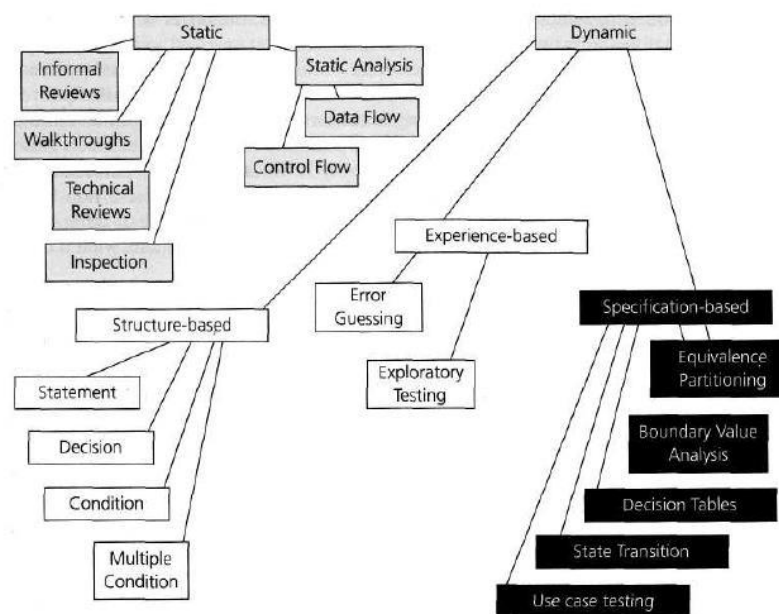 Static
Dynamic
Informal
Reviews
Static Analysis
Data Flow
Walkthroughs
Control Flow
Technical
Reviews
Inspection
Experience-based
Error
Guessing
Exploratory
Testing
Structure-based
Statement
Decision
Condition
Multiple
Condition
Specification-based
Equivalence
Partitioning
Boundary Value
Analysis
Decision Tables
State Transition
Use case testing